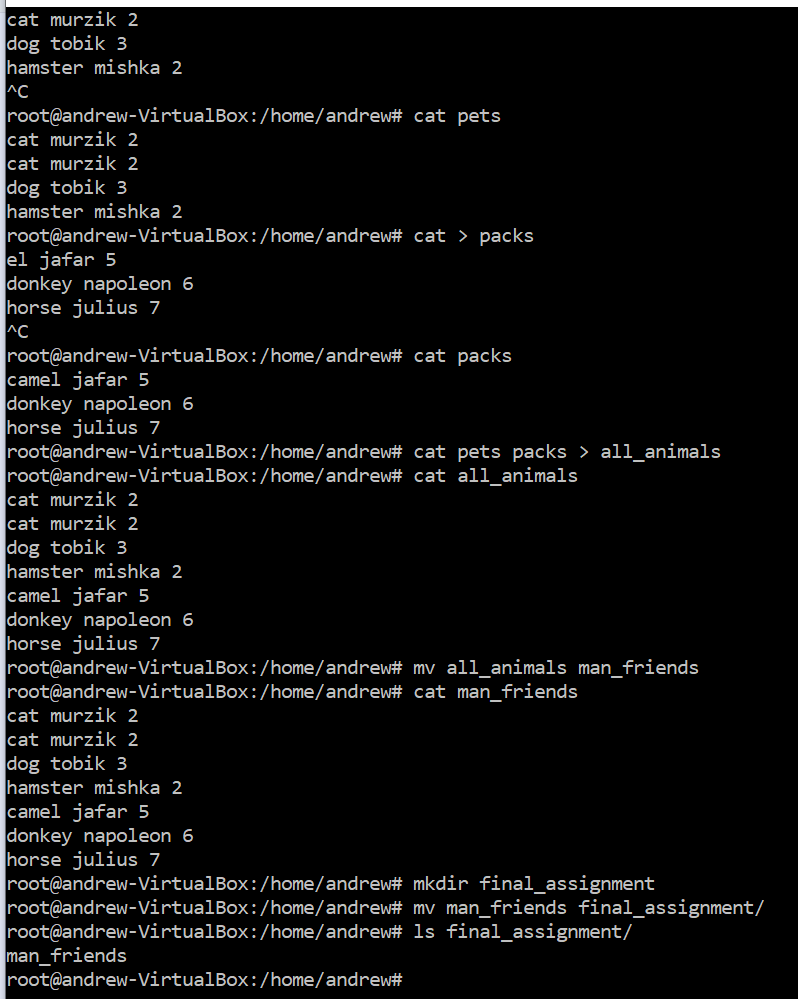 cat murzik 2
dog tobik 3
hamster mishka 2
^C
root@andrew-VirtualBox:/home/andrew# cat pets
cat murzik 2
cat murzik 2
dog tobik 3
hamster mishka 2
root@andrew-VirtualBox:/home/andrew# cat > packs
el jafar 5
donkey napoleon 6
horse julius 7
^C
root@andrew-VirtualBox:/home/andrew# cat packs
camel jafar 5
donkey napoleon 6
horse julius 7
root@andrew-VirtualBox:/home/andrew# cat pets packs > all_animals
root@andrew-VirtualBox:/home/andrew# cat all_animals
cat murzik 2
cat murzik 2
dog tobik 3
hamster mishka 2
camel jafar 5
donkey napoleon 6
horse julius 7
root@andrew-VirtualBox:/home/andrew# mv all_animals man_friends
root@andrew-VirtualBox:/home/andrew# cat man_friends
cat murzik 2
cat murzik 2
dog tobik 3
hamster mishka 2
camel jafar 5
donkey napoleon 6
horse julius 7
root@andrew-VirtualBox:/home/andrew# mkdir final_assignment
root@andrew-VirtualBox:/home/andrew# mv man_friends final_assignment/
root@andrew-VirtualBox:/home/andrew# ls final_assignment/
man_friends
root@andrew-VirtualBox:/home/andrew#